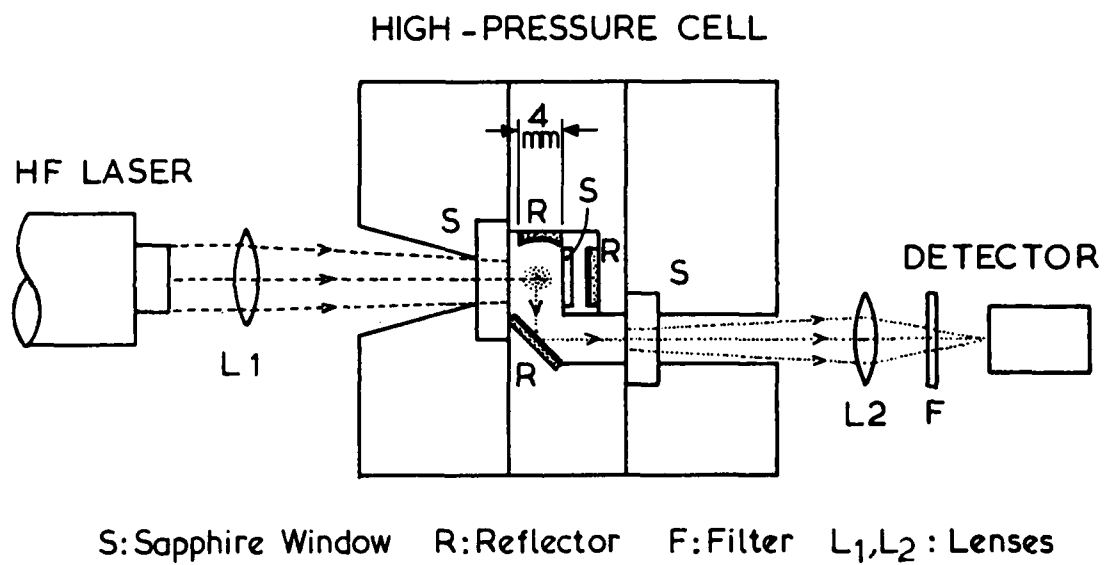 HIGH-PRESSURE CELL
4
mm
HF LASER
S
R
S
R
S
DETECTOR
L1
R
L2
F
S: Sapphire Window R: Reflector F: Filter L1, L2 : Lenses